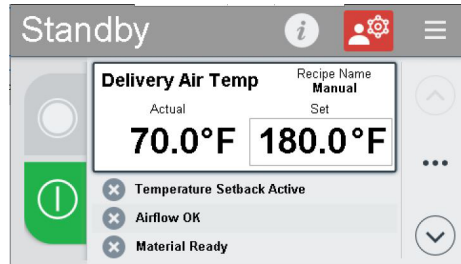 Standby
Delivery Air Temp
Recipe Name
Manual
Actual
Set
70.0°F
180.0°F
Temperature Setback Active
Airflow OK
Material Ready